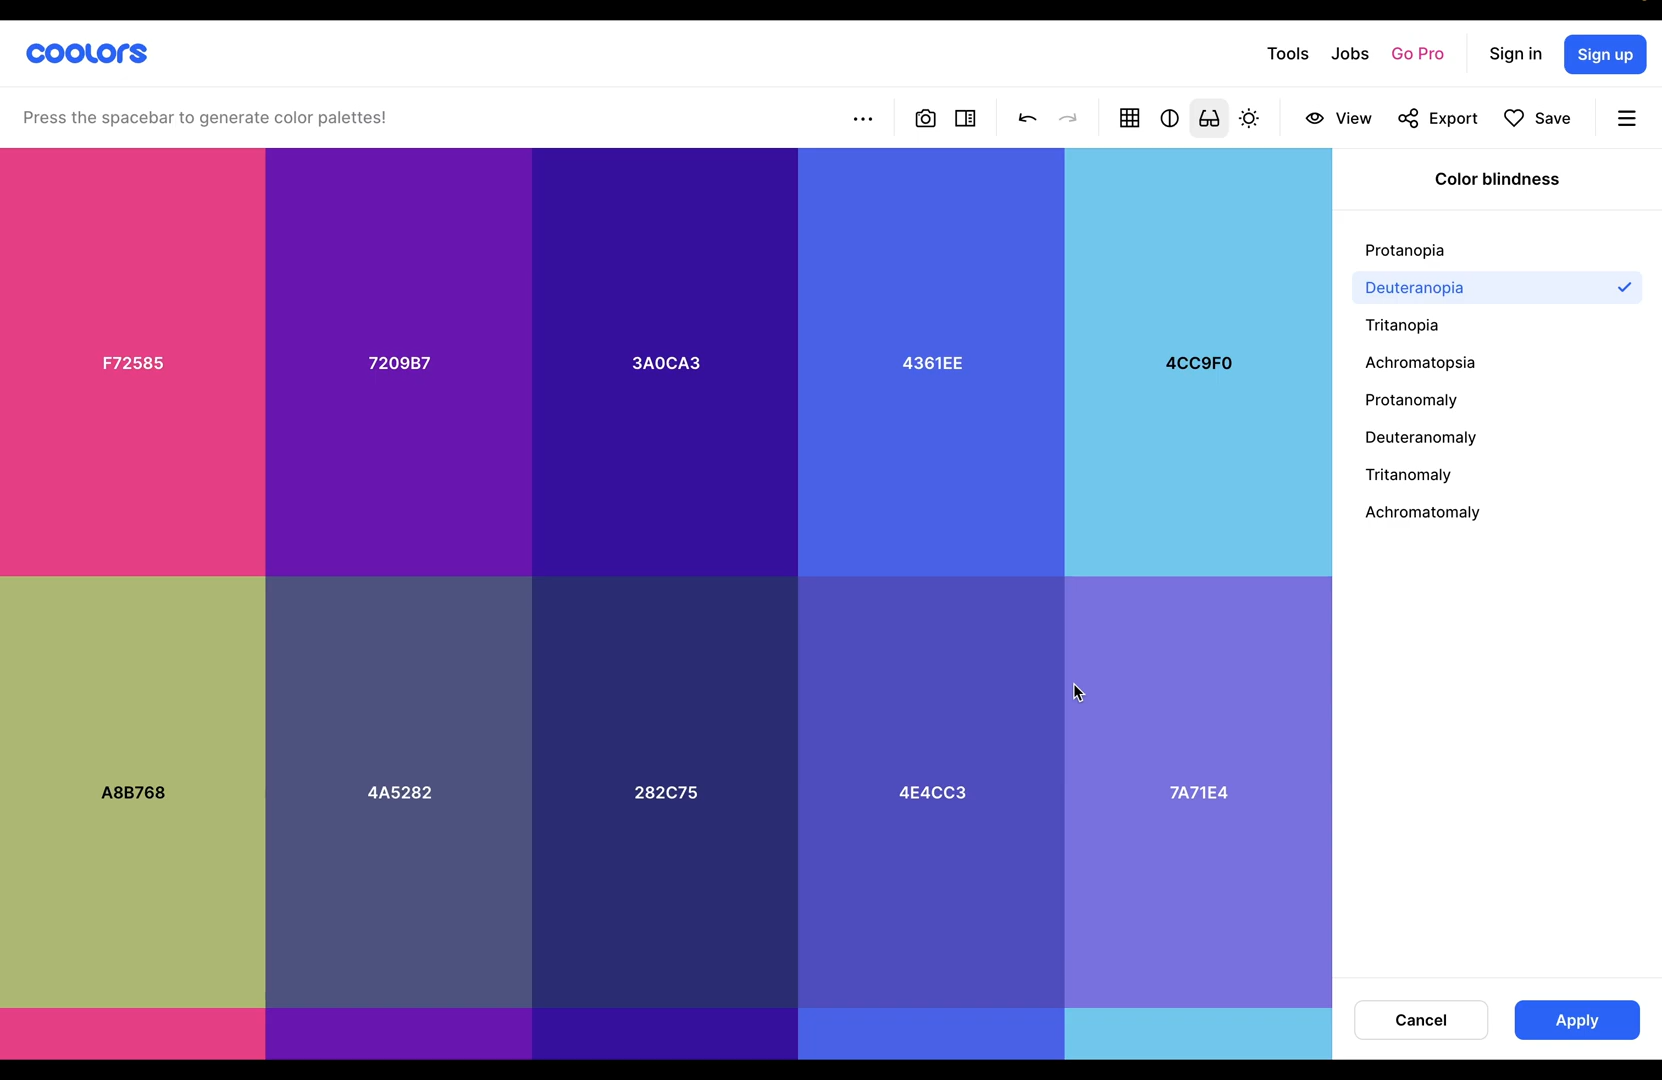 coolors
Tools
Jobs
Go Pro
Sign in
Sign up
Press the spacebar to generate color palettes!
View
Export
Save
Color blindness
Protanopia
Deuteranopia
Tritanopia
Achromatopsia
Protanomaly
Deuteranomaly
Tritanomaly
Achromatomaly
F72585
7209B7
3A0CA3
4361EE
4CC9F0
A8B768
4A5282
282C75
4E4CC3
7A71E4
Cancel
Apply